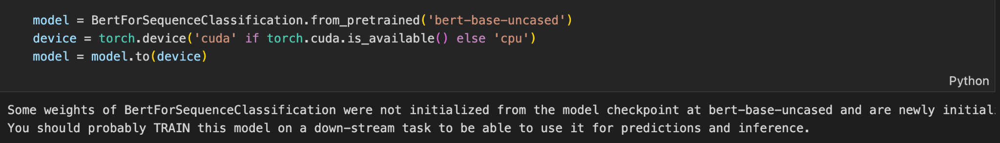 model = BertForSequenceClassification.from_pretrained('bert-base-uncased')
device = torch.device('cuda' if torch.cuda.is_available() else 'cpu')
model = model.to(device)
Python
Some weights of BertForSequenceClassification were not initialized from the model checkpoint at bert-base-uncased and are newly initial
You should probably TRAIN this model on a down-stream task to be able to use it for predictions and inference.